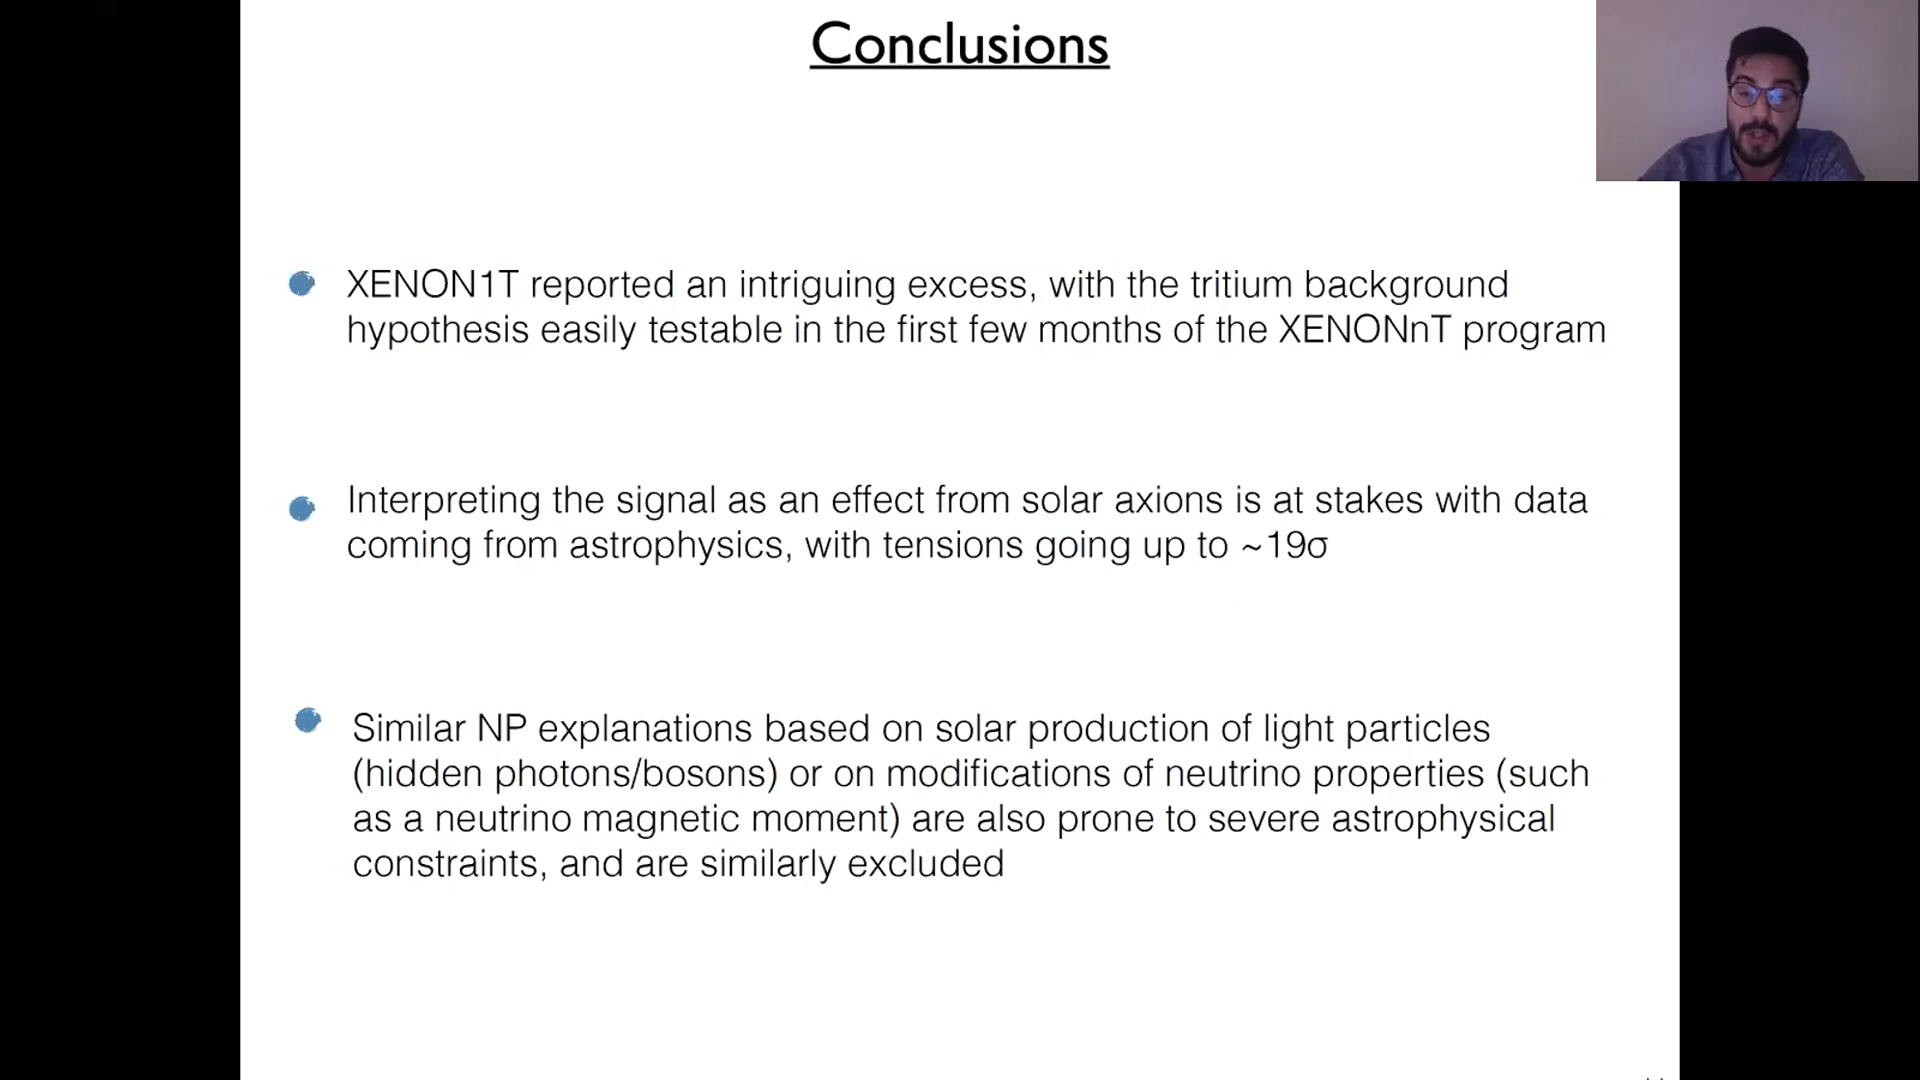 Conclusions
XENON1T reported an intriguing excess, with the tritium background
hypothesis easily testable in the first few months of the XENONnT program
Interpreting the signal as an effect from solar axions is at stakes with data
coming from astrophysics, with tensions going up to ~19σ
Similar NP explanations based on solar production of light particles
(hidden photons/bosons) or on modifications of neutrino properties (such
as a neutrino magnetic moment) are also prone to severe astrophysical
constraints, and are similarly excluded